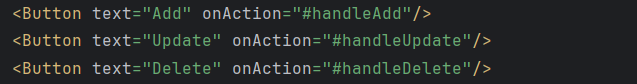 <Button text="Add" onAction="#handleAdd"/>
<Button text="Update" onAction="#handleUpdate"/>
<Button text="Delete" onAction="#handleDelete"/>